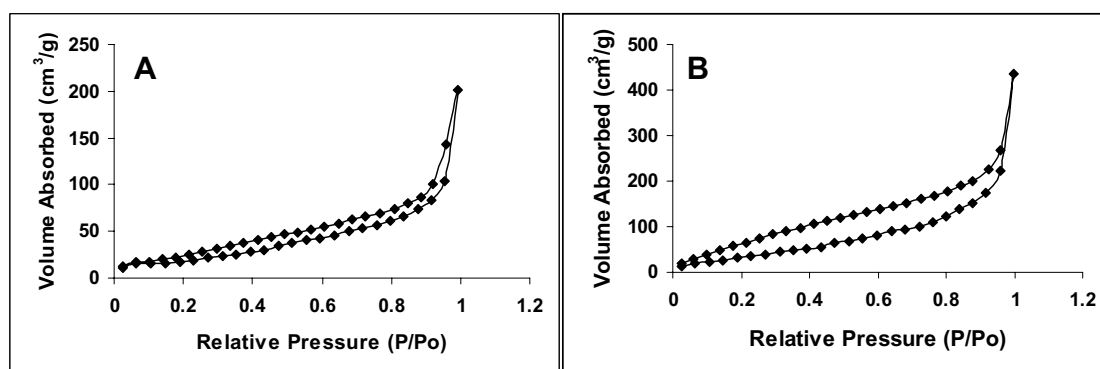 A
Volume Absorbed (cm³/g)
250
200
150
100
50
0
0 0.2 0.4 0.6 0.8 1 1.2
Relative Pressure (P/Po)
B
Volume Absorbed (cm³/g)
500
400
300
200
100
0
0 0.2 0.4 0.6 0.8 1 1.2
Relative Pressure (P/Po)